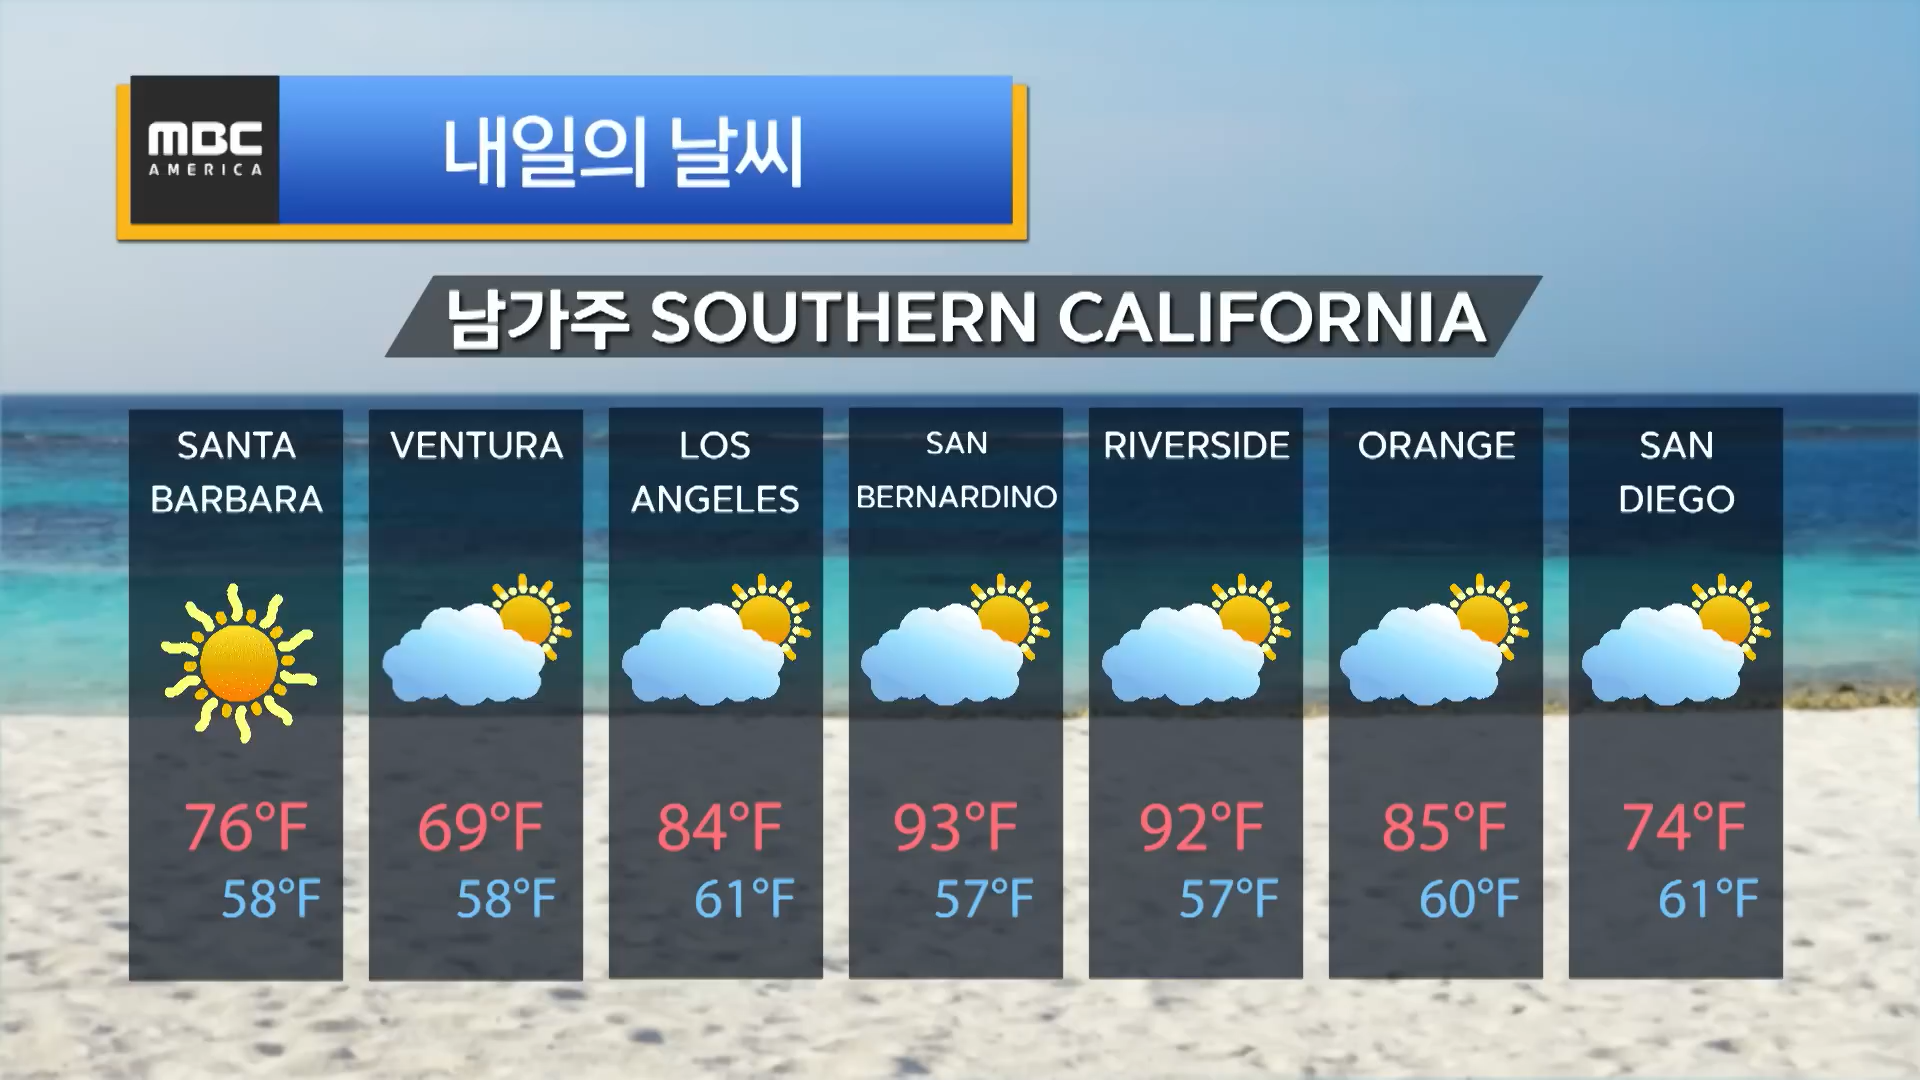 MBC
AMERICA
내일의 날씨
남가주 SOUTHERN CALIFORNIA
SANTA
BARBARA
76°F
58°F
VENTURA
69°F
58°F
LOS
ANGELES
84°F
61°F
SAN
BERNARDINO
93°F
57°F
RIVERSIDE
92°F
57°F
ORANGE
85°F
60°F
SAN
DIEGO
74°F
61°F